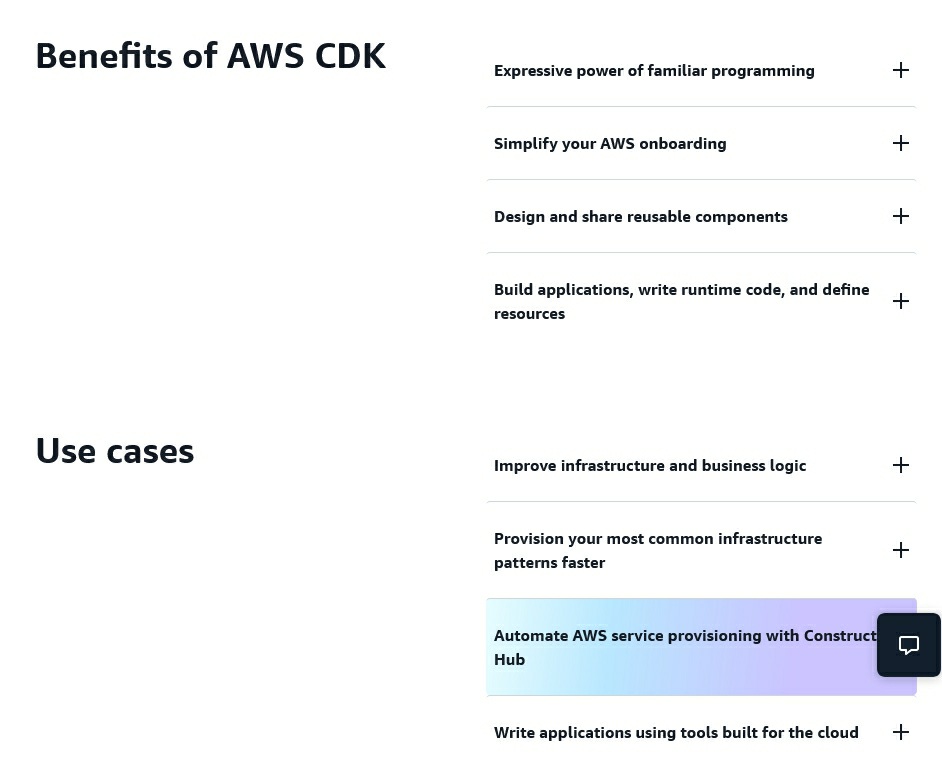 Benefits of AWS CDK
Expressive power of familiar programming
Simplify your AWS onboarding
Design and share reusable components
Build applications, write runtime code, and define
resources
Use cases
Improve infrastructure and business logic
Provision your most common infrastructure
patterns faster
Automate AWS service provisioning with Construct
Hub
Write applications using tools built for the cloud